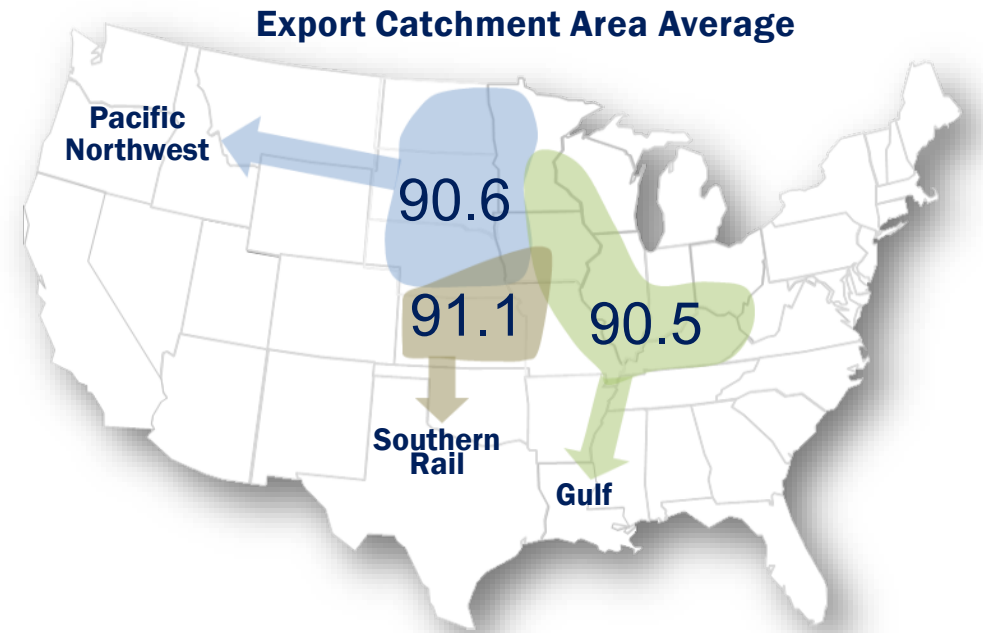 Export Catchment Area Average
Pacific
Northwest
90.6
91.1
90.5
Southern
Rail
Gulf